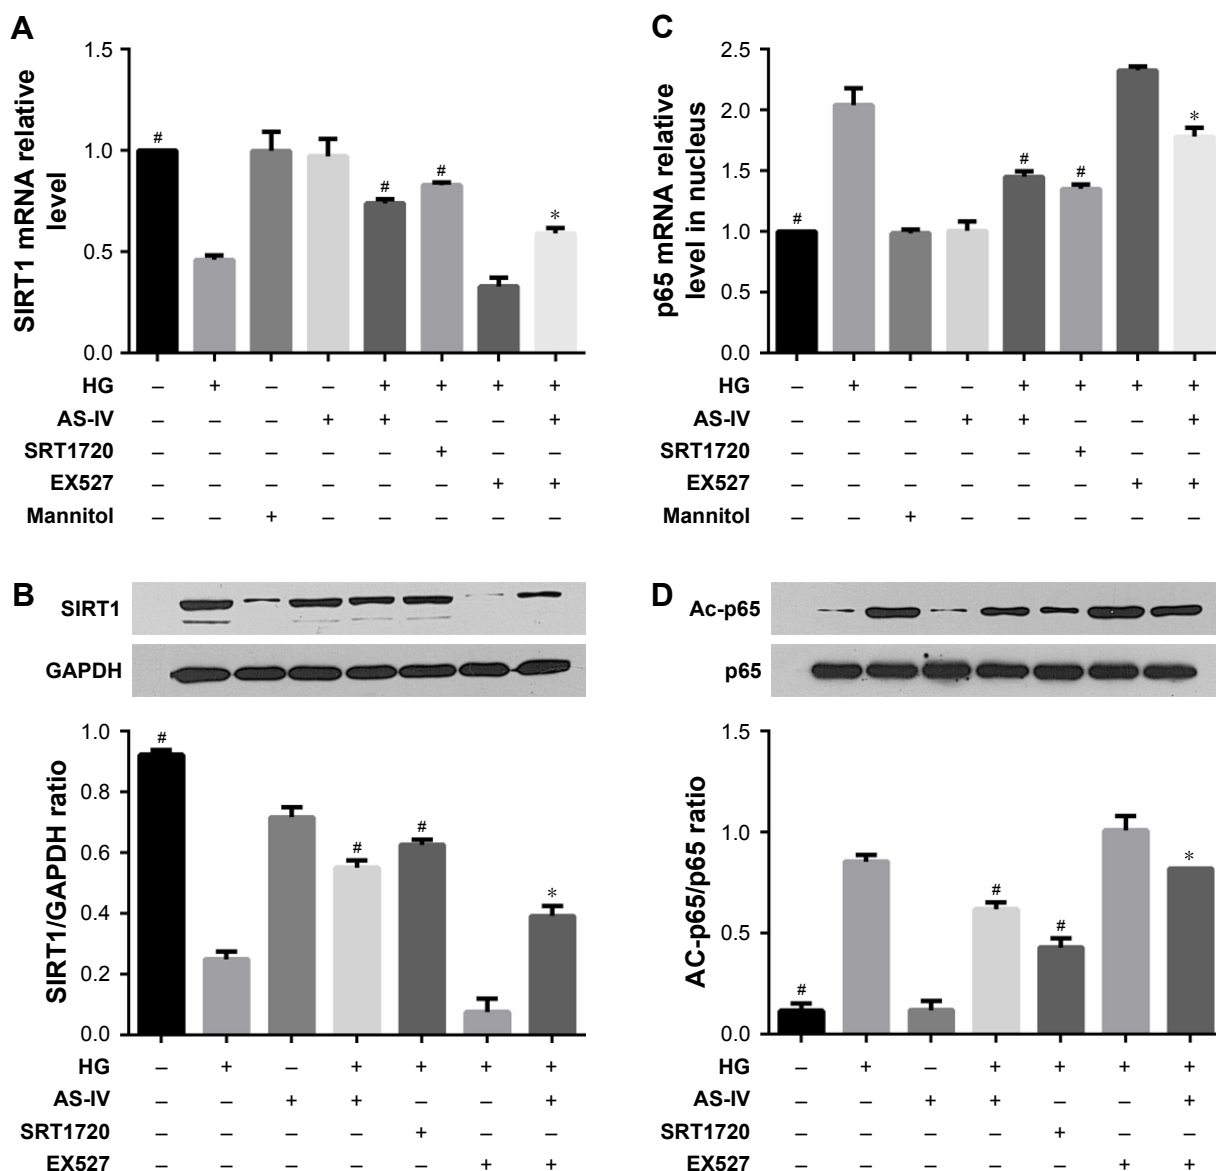 A
SIRT1 mRNA relative
level
1.5
1.0
0.5
0.0
#
#
#
*
HG – + – – + + + +
AS-IV – – – + + – – +
SRT1720 – – – – – + – –
EX527 – – – – – – + +
Mannitol – – + – – – – –
C
p65 mRNA relative
level in nucleus
2.5
2.0
1.5
1.0
0.5
0.0
#
#
#
*
HG – + – – + + + +
AS-IV – – – + + – – +
SRT1720 – – – – – + – –
EX527 – – – – – – + +
Mannitol – – + – – – – –
B
SIRT1
GAPDH
SIRT1/GAPDH ratio
1.0
0.8
0.6
0.4
0.2
0.0
#
#
#
*
HG – + – + + + +
AS-IV – – + + – – +
SRT1720 – – – – + – –
EX527 – – – – – + +
D
Ac-p65
p65
AC-p65/p65 ratio
1.5
1.0
0.5
0.0
#
#
#
*
HG – + – + + + +
AS-IV – – + + – – +
SRT1720 – – – – + – –
EX527 – – – – – + +